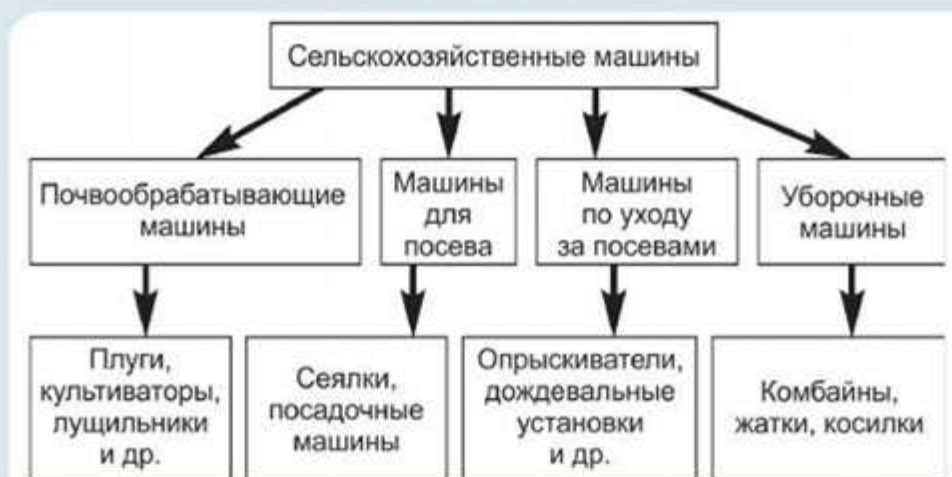 Сельскохозяйственные машины
Почвообрабатывающие
машины
Машины
для
посева
Машины
по уходу
за посевами
Уборочные
машины
Плуги,
культиваторы,
лущильники
и др.
Сеялки,
посадочные
машины
Опрыскиватели,
дождевальные
установки
и др.
Комбайны,
жатки, косилки